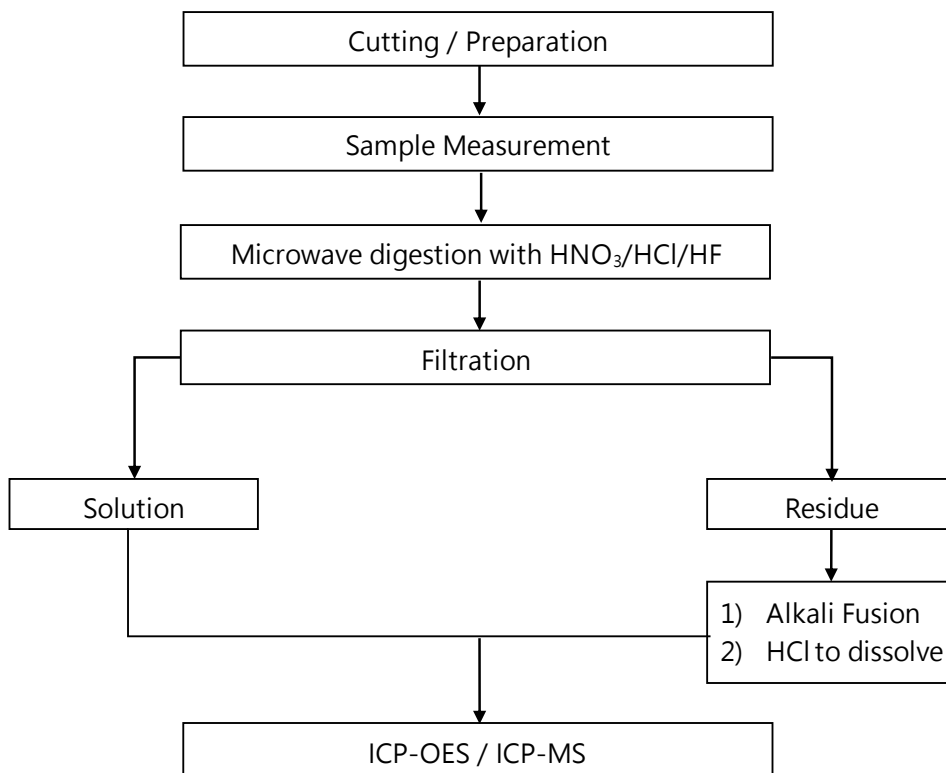 Cutting / Preparation
Sample Measurement
Microwave digestion with HNO₃/HCl/HF
Filtration
Solution
Residue
1) Alkali Fusion
2) HCl to dissolve
ICP-OES / ICP-MS